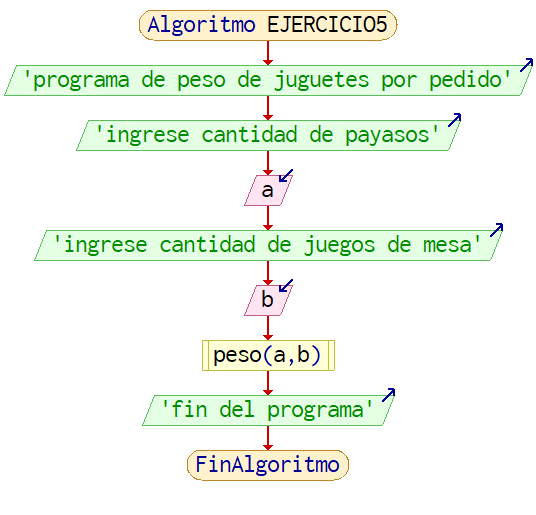 Algoritmo EJERCICIO5
'programa de peso de juguetes por pedido'
'ingrese cantidad de payasos'
a
'ingrese cantidad de juegos de mesa'
b
peso(a,b)
'fin del programa'
FinAlgoritmo